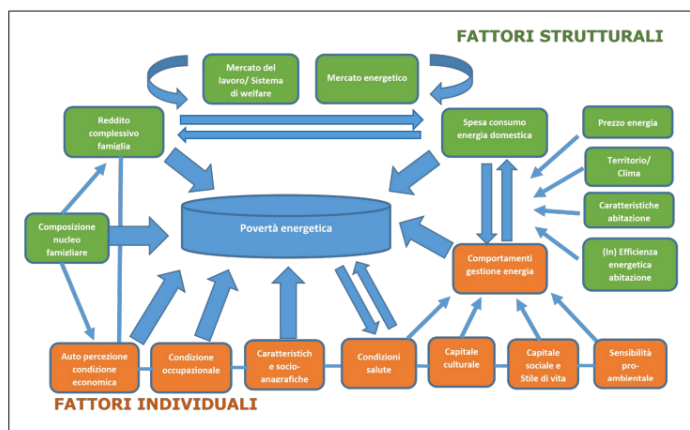 FATTORI STRUTTURALI
Mercato del
lavoro/ Sistema
di welfare
Mercato energetico
Reddito
complessivo
famiglia
Spesa consumo
energia domestica
Prezzo energia
Territorio/
Clima
Caratteristiche
abitazione
(In) Efficienza
energetica
abitazione
Composizione
nucleo
famigliare
Povertà energetica
Comportamenti
gestione energia
Auto percezione
condizione
economica
Condizione
occupazionale
Caratteristich
e socio-
anagrafiche
Condizioni
salute
Capitale
culturale
Capitale
sociale e
Stile di vita
Sensibilità
pro-
ambientale
FATTORI INDIVIDUALI